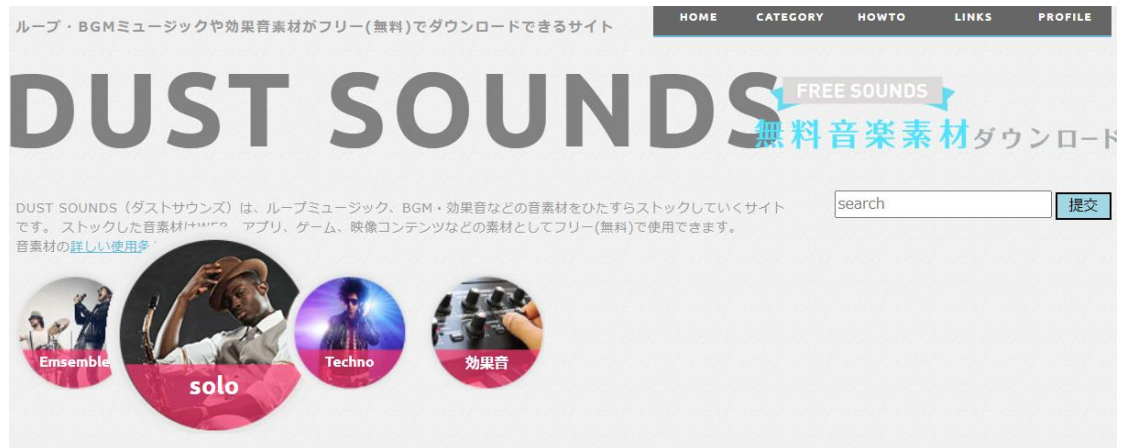 ループ・BGMミュージックや効果音素材がフリー(無料)でダウンロードできるサイト
HOME CATEGORY HOWTO LINKS PROFILE
DUST SOUNDS
FREE SOUNDS
無料音楽素材ダウンロード
DUST SOUNDS（ダストサウンズ）は、ループミュージック、BGM・効果音などの音素材をひたすらストックしていくサイト
です。 ストックした音素材は アプリ、ゲーム、映像コンテンツなどの素材としてフリー(無料)で使用できます。
音素材の詳しい使用条
search 提交
Emsemble
solo
Techno
効果音